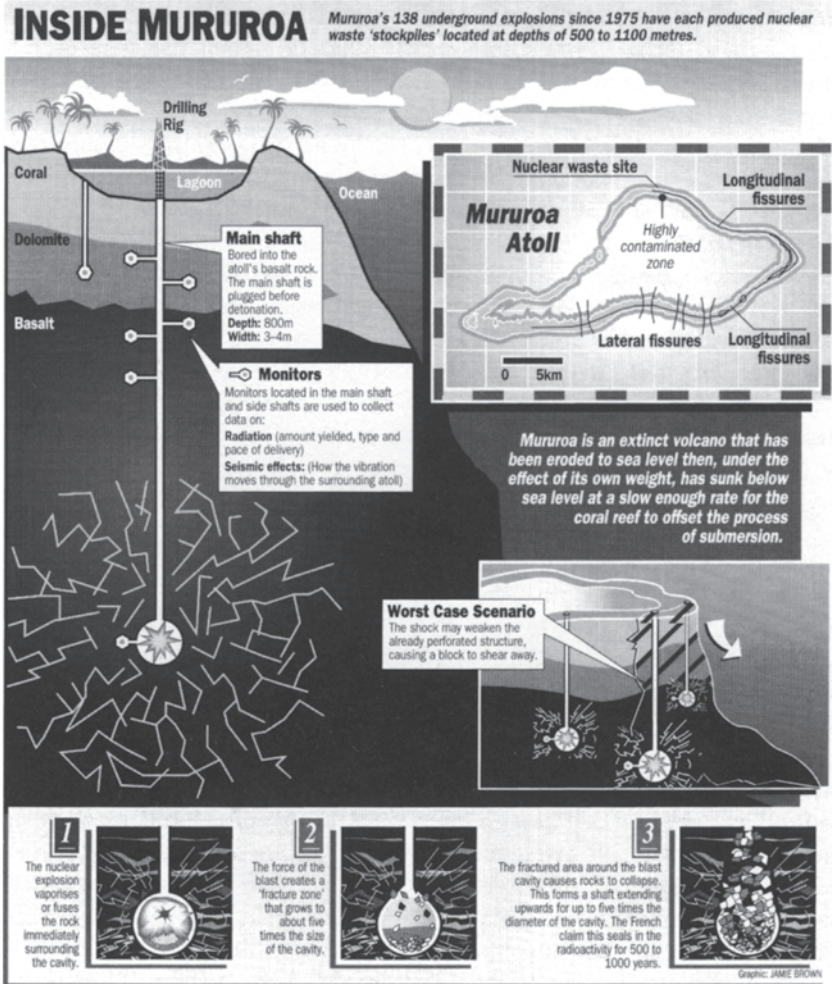 INSIDE MURUROA
Mururoa's 138 underground explosions since 1975 have each produced nuclear
waste 'stockpiles' located at depths of 500 to 1100 metres.
Drilling
Rig
Coral
Lagoon
Ocean
Dolomite
Basalt
Main shaft
Bored into the
atoll's basalt rock.
The main shaft is
plugged before
detonation.
Depth: 800m
Width: 3–4m
Monitors
Monitors located in the main shaft
and side shafts are used to collect
data on:
Radiation (amount yielded, type and
pace of delivery)
Seismic effects: (How the vibration
moves through the surrounding atoll)
Nuclear waste site
Longitudinal
fissures
Mururoa
Atoll
Highly
contaminated
zone
Lateral fissures
Longitudinal
fissures
0 5km
Mururoa is an extinct volcano that has
been eroded to sea level then, under the
effect of its own weight, has sunk below
sea level at a slow enough rate for the
coral reef to offset the process
of submersion.
Worst Case Scenario
The shock may weaken the
already perforated structure,
causing a block to shear away.
1
The nuclear
explosion
vaporises
or fuses
the rock
immediately
surrounding
the cavity.
2
The force of the
blast creates a
'fracture zone'
that grows to
about five
times the size
of the cavity.
3
The fractured area around the blast
cavity causes rocks to collapse.
This forms a shaft extending
upwards for up to five times the
diameter of the cavity. The French
claim this seals in the
radioactivity for 500 to
1000 years.
Graphic: JAMIE BROWN